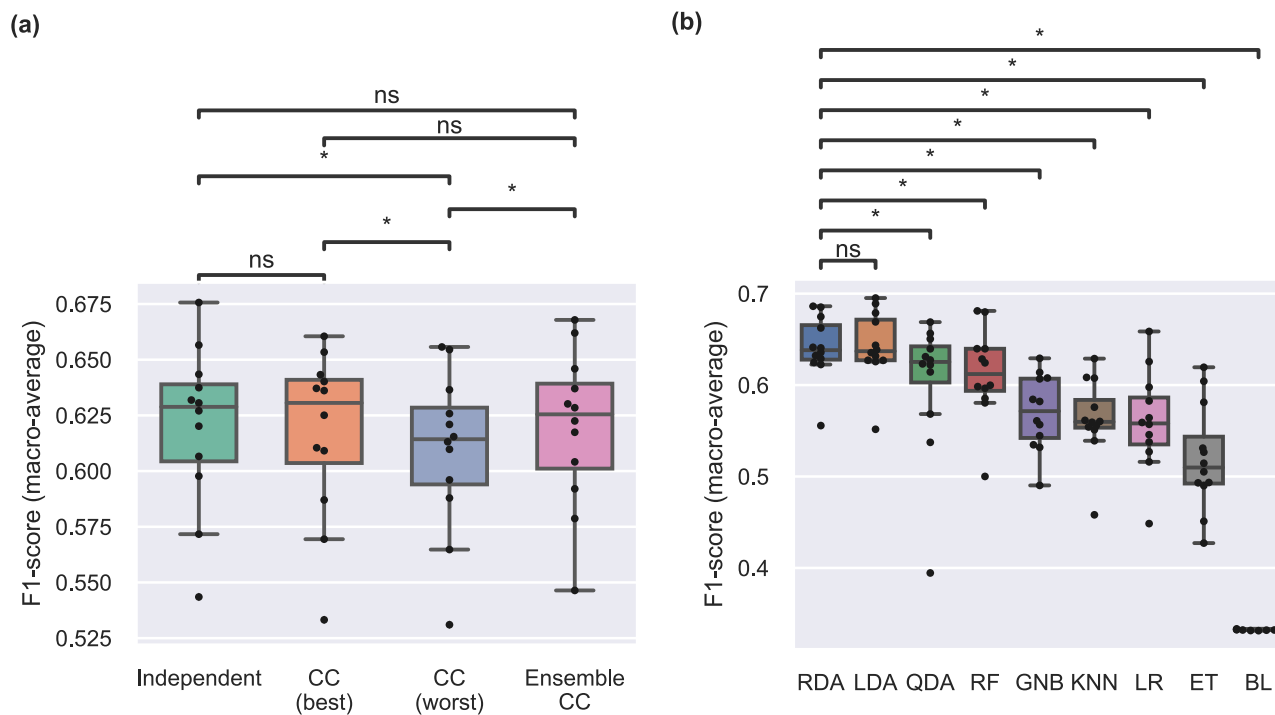 (a)
ns
ns
*
*
*
ns
F1-score (macro-average)
0.675
0.650
0.625
0.600
0.575
0.550
0.525
Independent
CC
(best)
CC
(worst)
Ensemble
CC
(b)
*
*
*
*
*
*
*
ns
F1-score (macro-average)
0.7
0.6
0.5
0.4
RDA LDA QDA RF GNB KNN LR ET BL